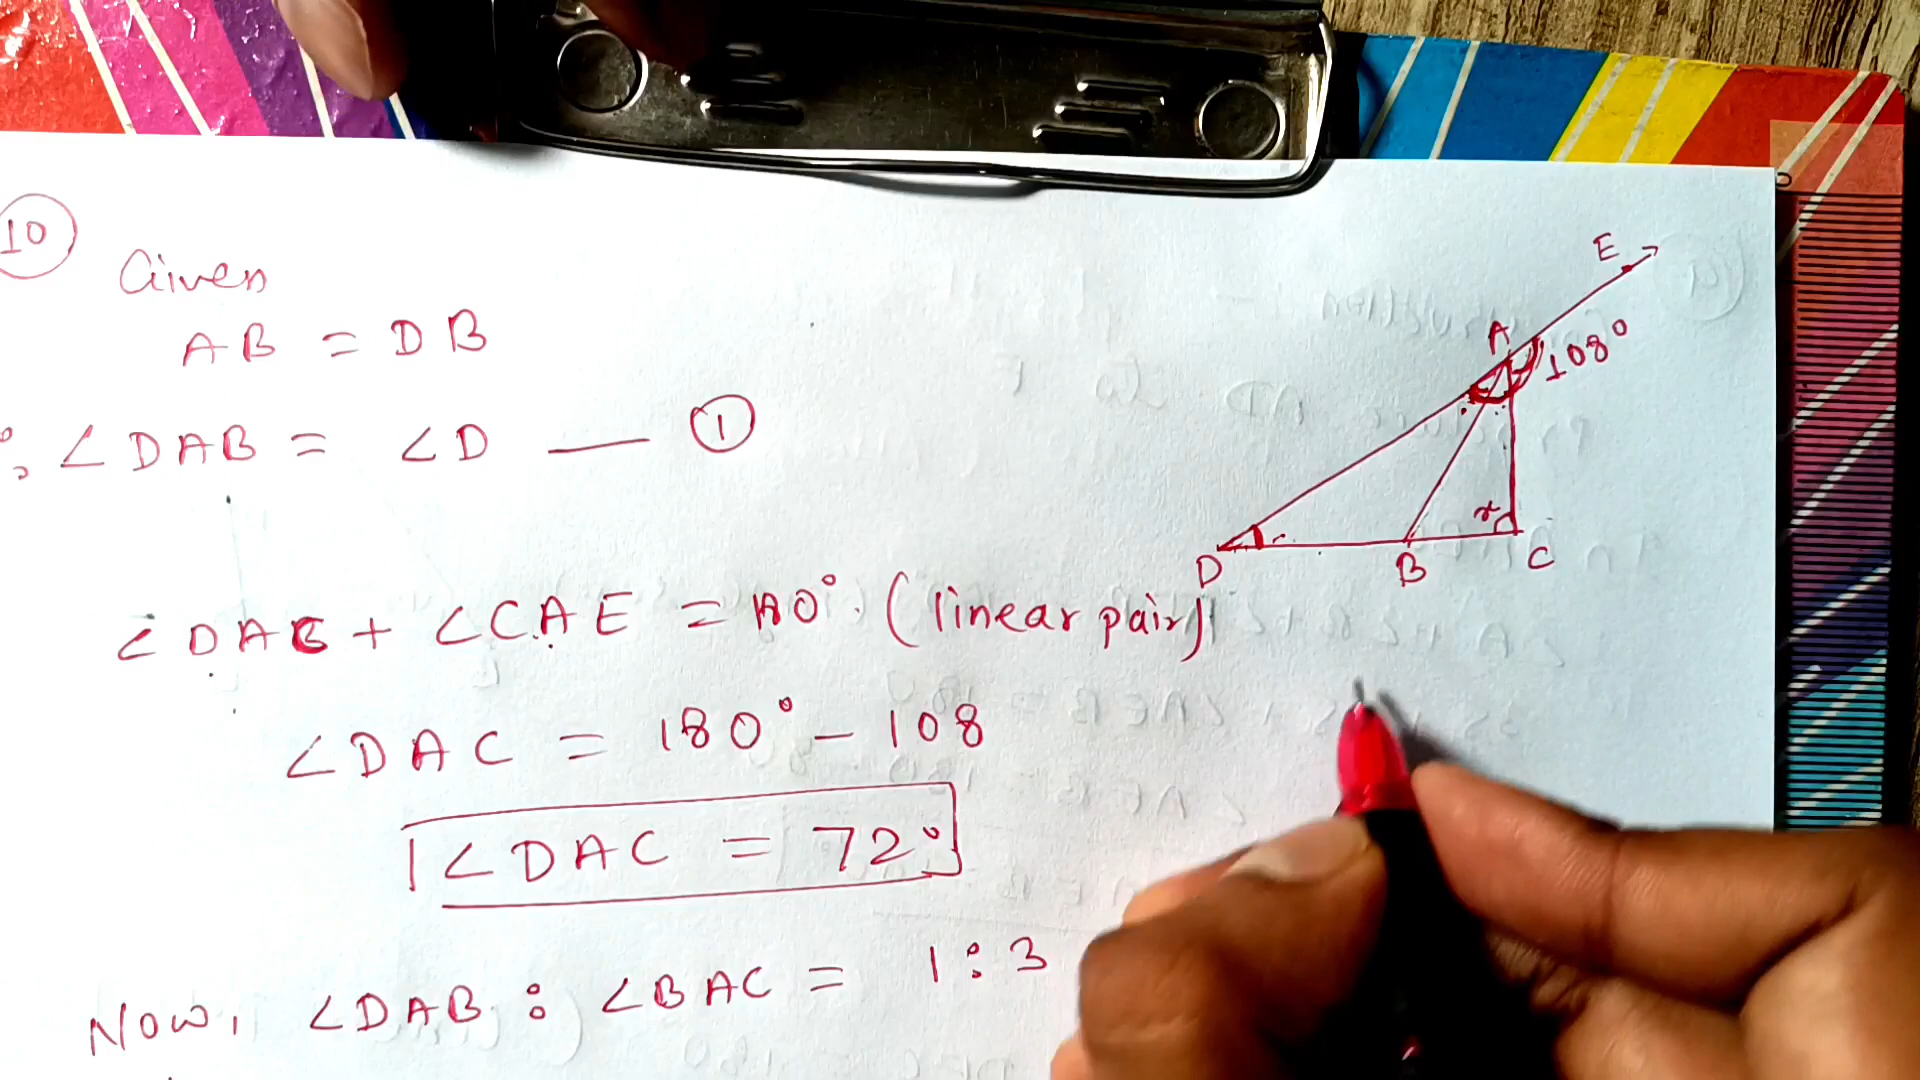 10
Given
AB = DB
∴ ∠DAB = ∠D — 1
∠DAC + ∠CAE = 180° (linear pair)
∠DAC = 180° - 108
∠DAC = 72°
Now, ∠DAB : ∠BAC = 1:3
E
A
108°
x
D
B
C